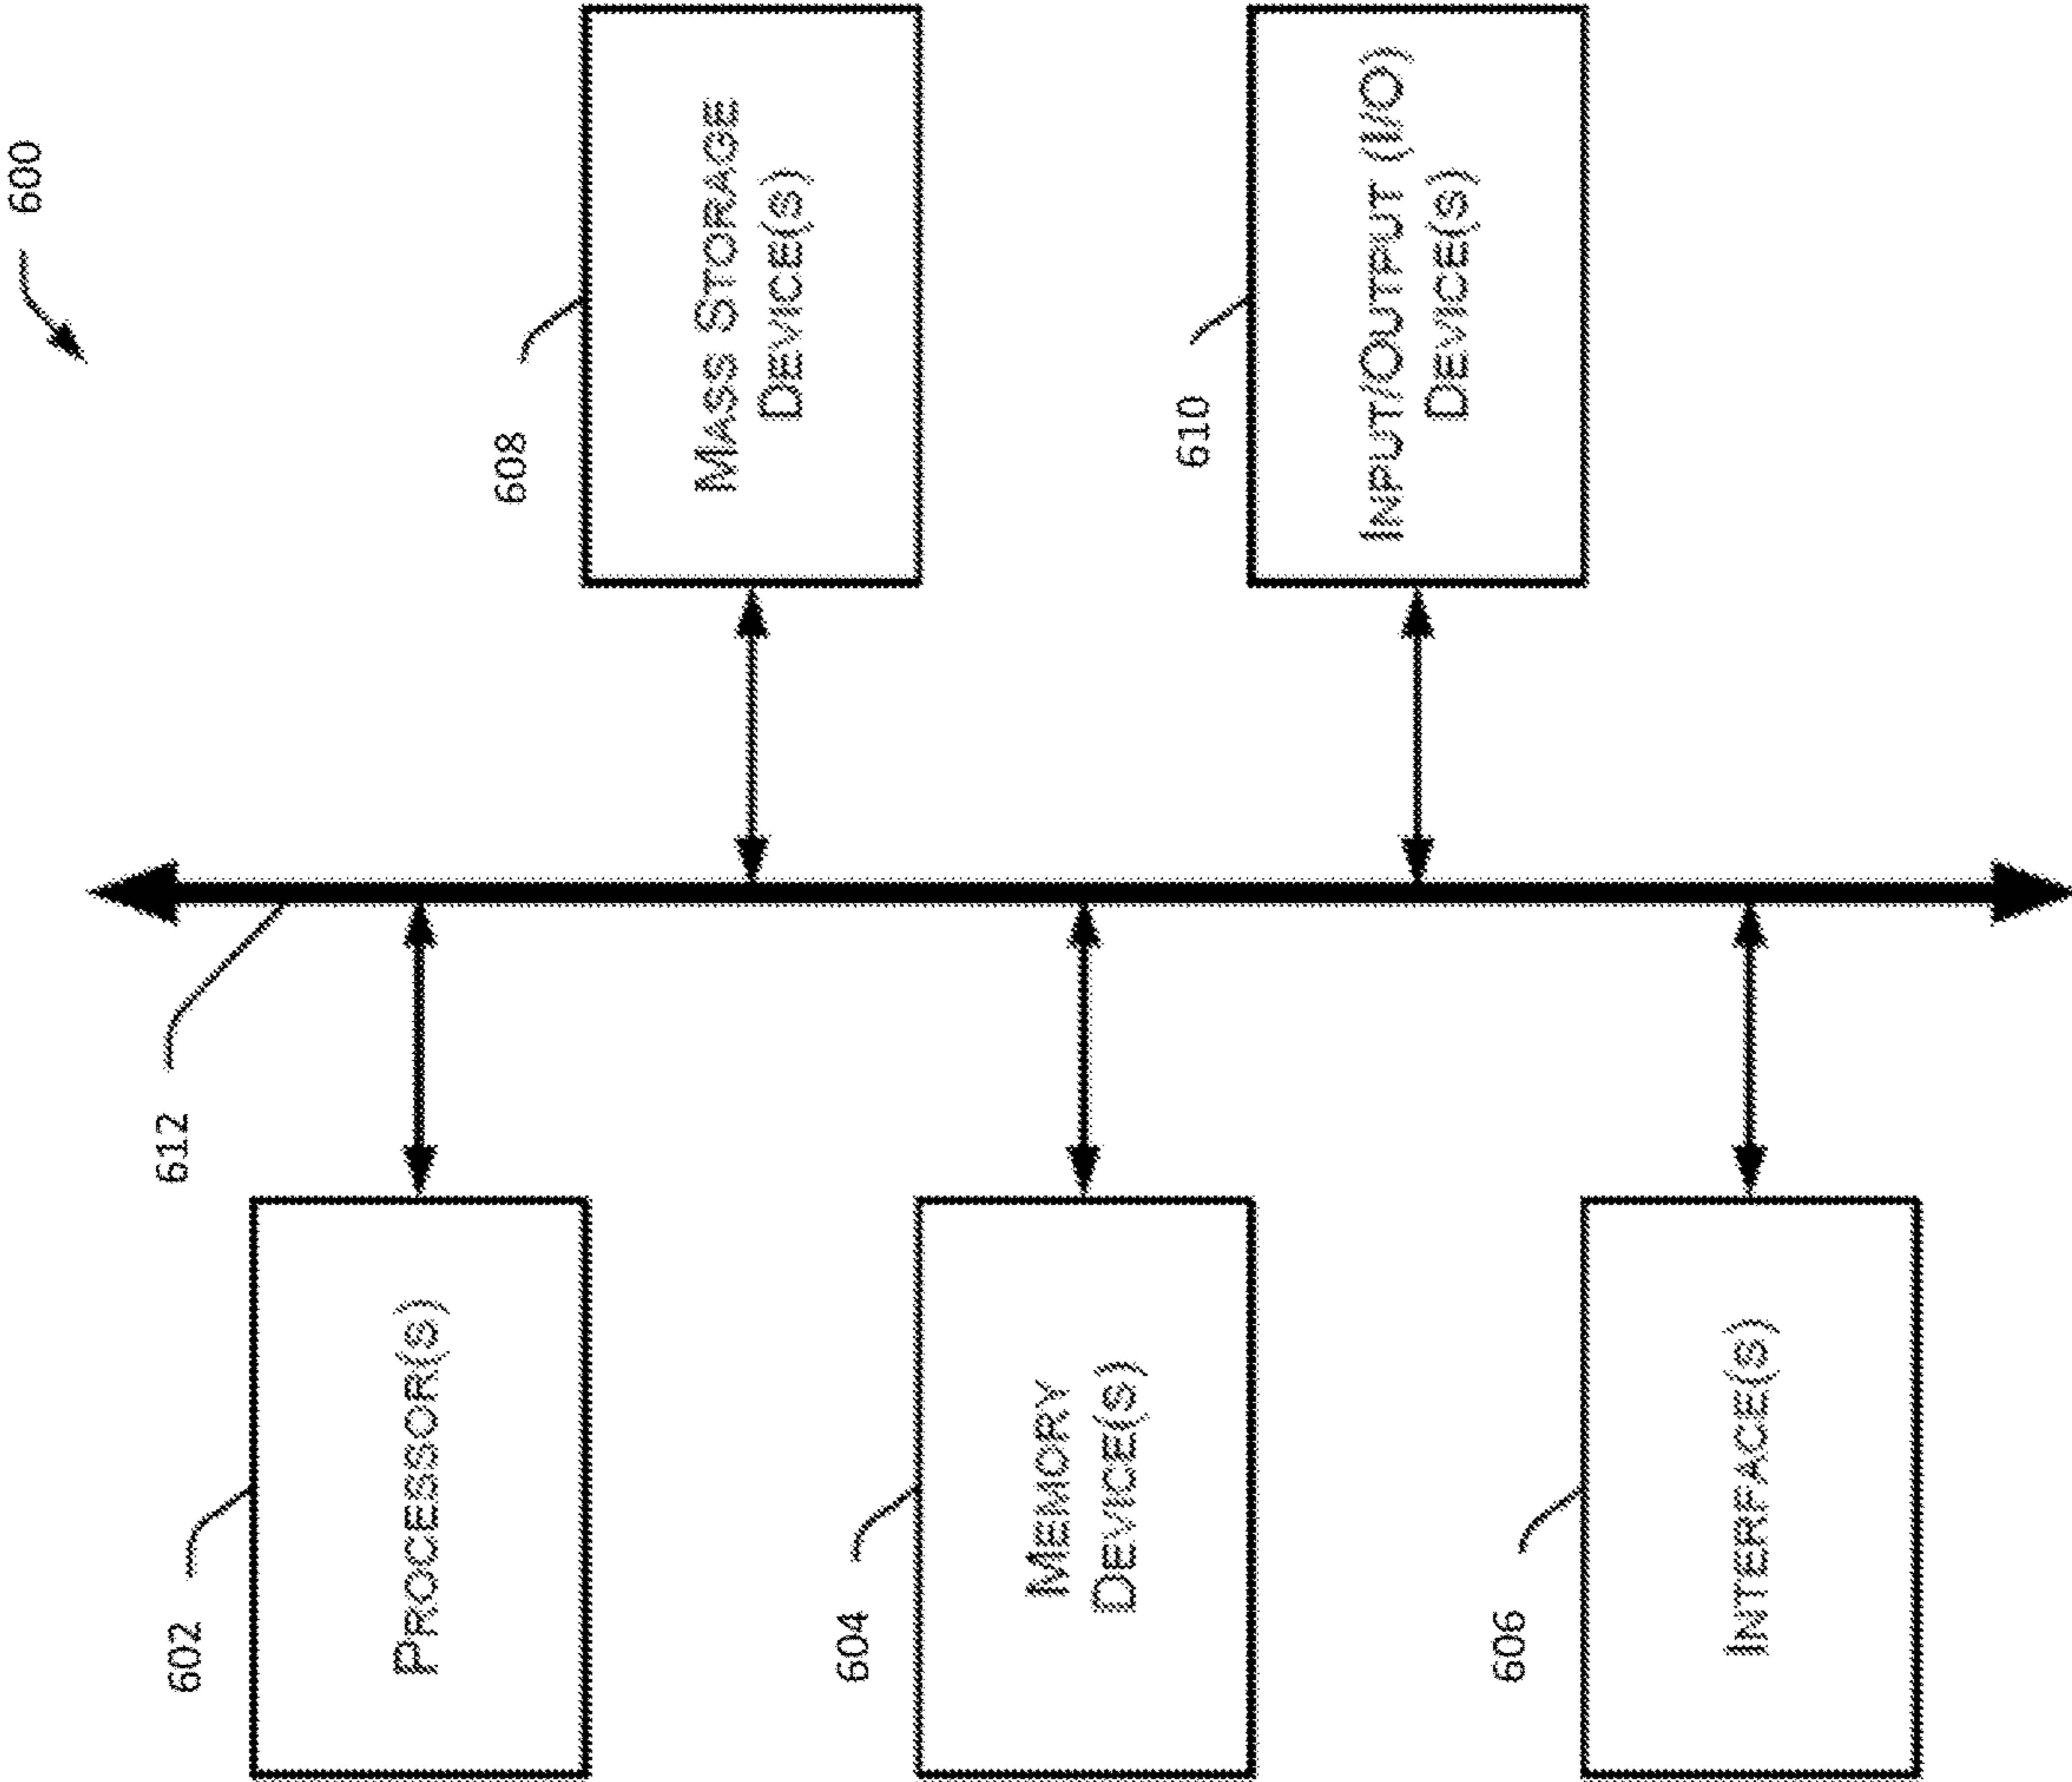 600
612
602
PROCESSOR(S)
608
MASS STORAGE
DEVICE(S)
604
MEMORY
DEVICE(S)
610
INPUT/OUTPUT (I/O)
DEVICE(S)
606
INTERFACE(S)